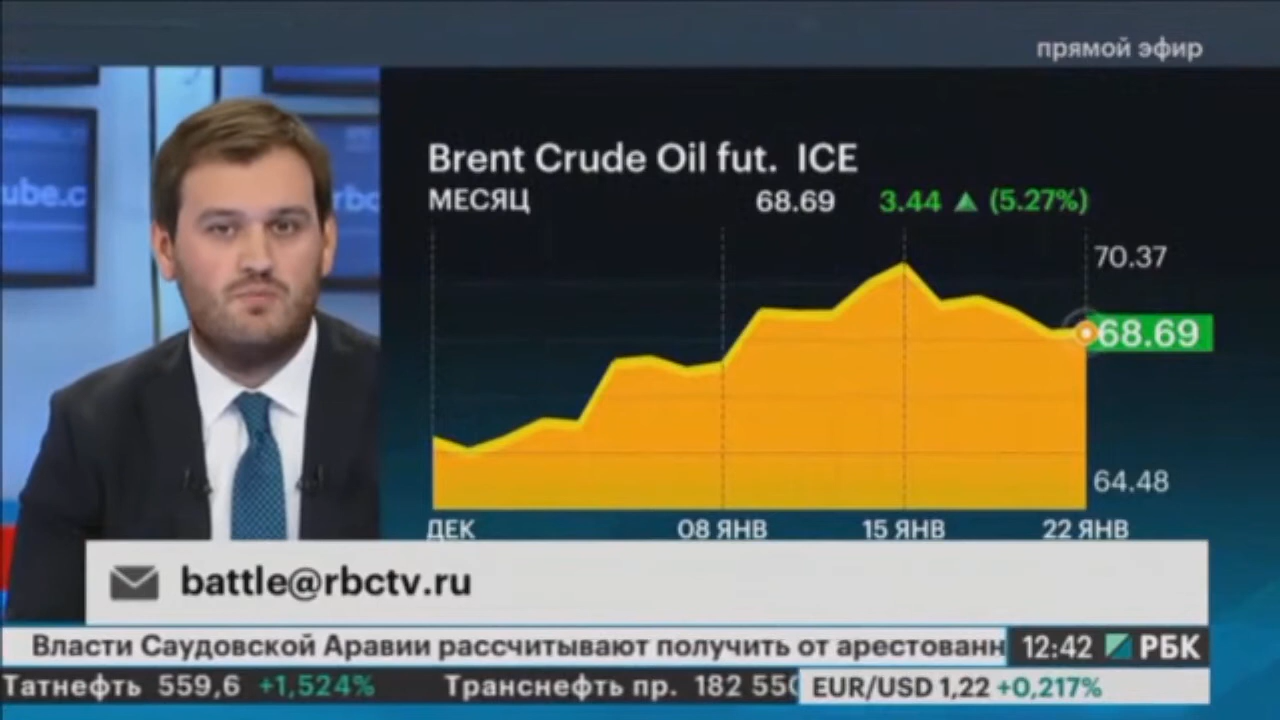 прямой эфир
ube.c
rbc
Brent Crude Oil fut. ICE
МЕСЯЦ 68.69 3.44 ▲ (5.27%)
70.37
68.69
64.48
ДЕК 08 ЯНВ 15 ЯНВ 22 ЯНВ
battle@rbctv.ru
Власти Саудовской Аравии рассчитывают получить от арестованн 12:42 РБК
Татнефть 559,6 +1,524% Транснефть пр. 182 550 EUR/USD 1,22 +0,217%